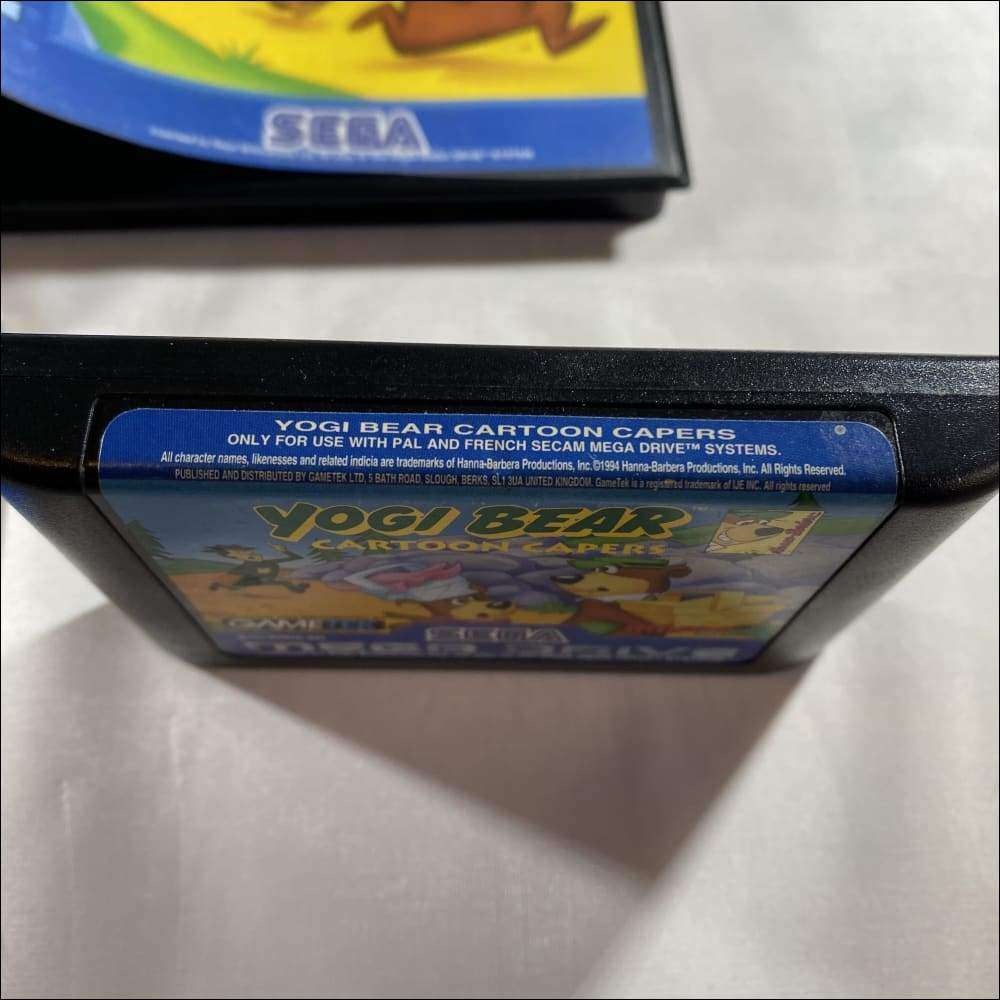 SEGA
YOGI BEAR CARTOON CAPERS
ONLY FOR USE WITH PAL AND FRENCH SECAM MEGA DRIVE™ SYSTEMS.
All character names, likenesses and related indicia are trademarks of Hanna-Barbera Productions, Inc. ©1994 Hanna-Barbera Productions, Inc. All Rights Reserved.
PUBLISHED AND DISTRIBUTED BY GAMETEK LTD, 5 BATH ROAD, SLOUGH, BERKS. SL1 3UA UNITED KINGDOM. GameTek is a registered trademark of IJE INC. All rights reserved
YOGI BEAR™
CARTOON CAPERS
SEGA
MEGA DRIVE